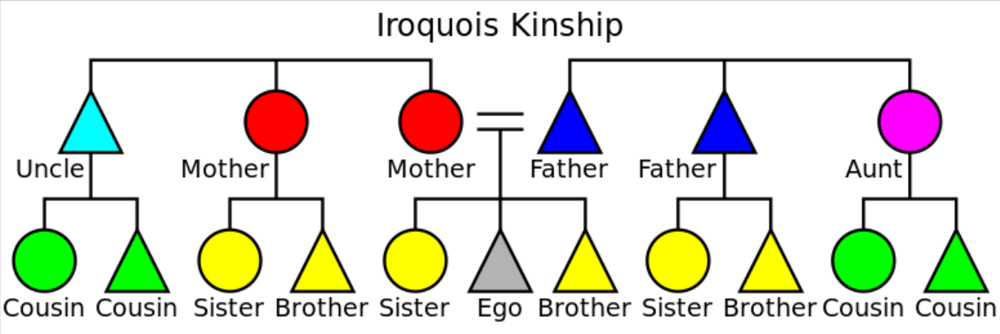 Iroquois Kinship
Uncle Mother Mother Father Father Aunt
Cousin Cousin Sister Brother Sister Ego Brother Sister Brother Cousin Cousin